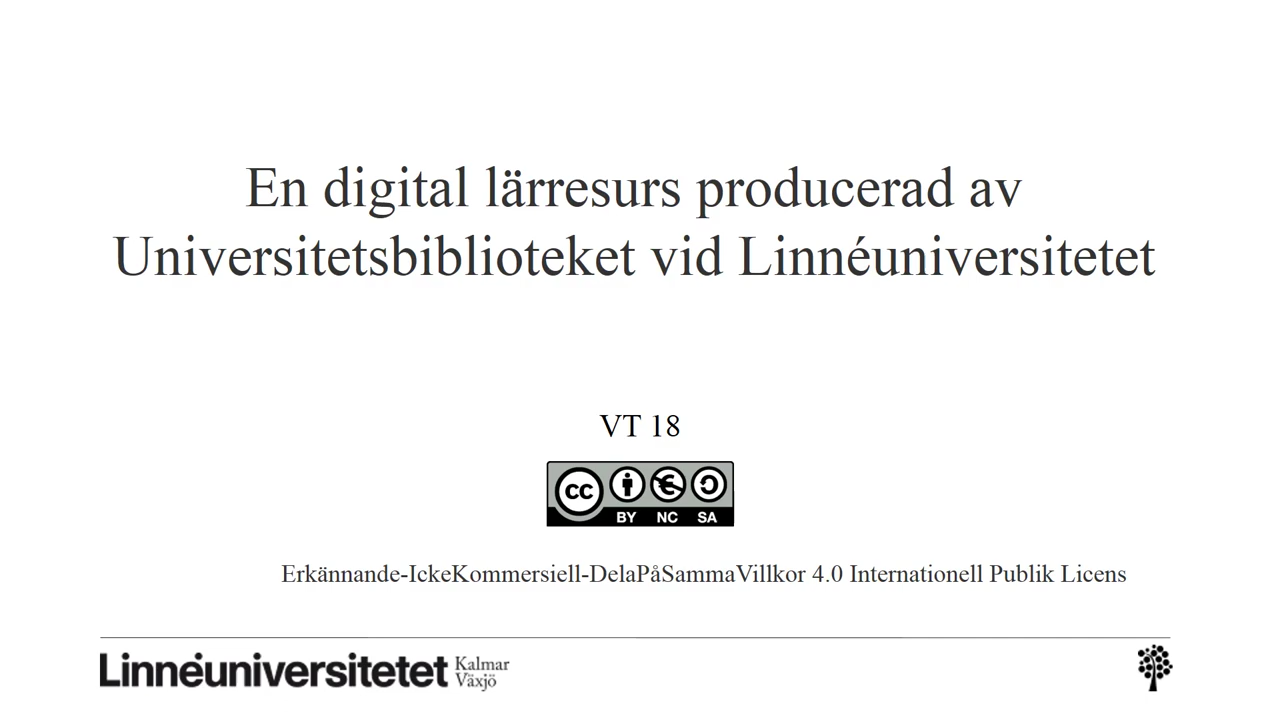 En digital lärresurs producerad av
Universitetsbiblioteket vid Linnéuniversitetet
VT 18
CC BY NC SA
Erkännande-IckeKommersiell-DelaPåSammaVillkor 4.0 Internationell Publik Licens
Linnéuniversitetet Kalmar
Växjö